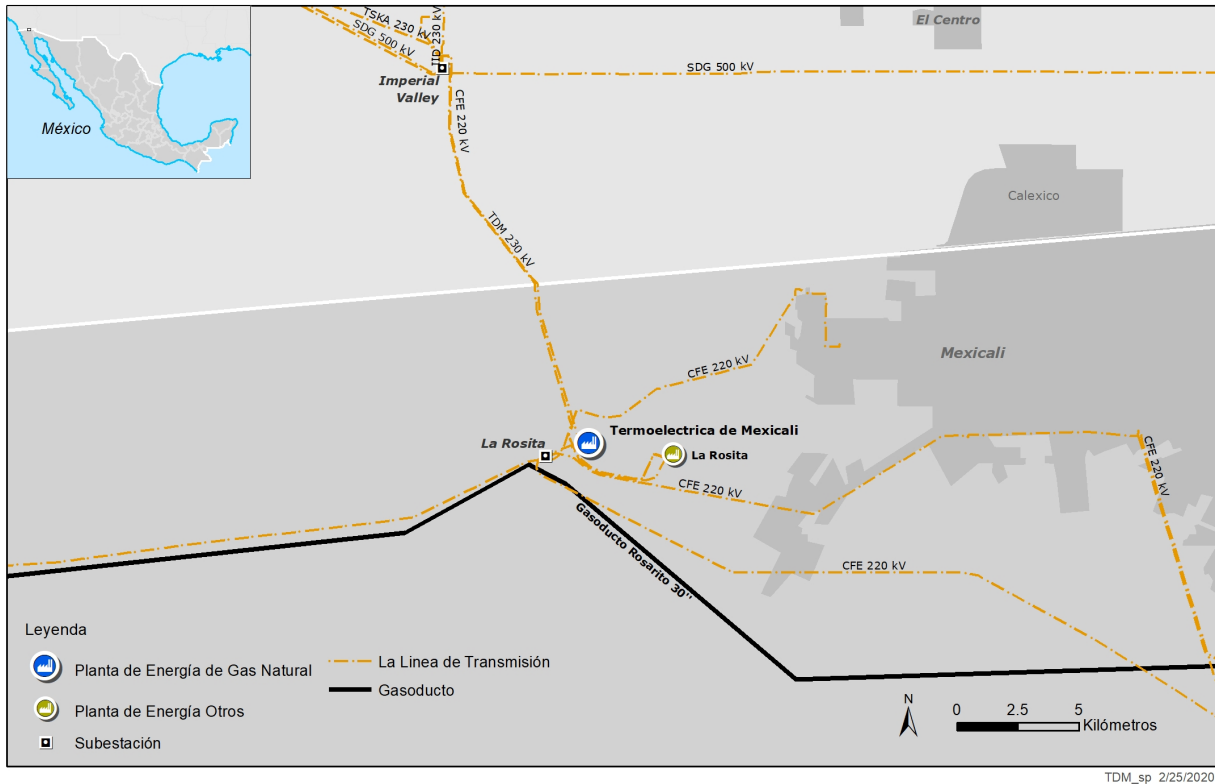 México
TSKA 230 kV
SDG 500 kV
IID 230 kV
Imperial
Valley
El Centro
SDG 500 kV
CFE 220 kV
Calexico
TDM 230 kV
Mexicali
CFE 220 kV
Termoelectrica de Mexicali
La Rosita
La Rosita
CFE 220 kV
CFE 220 kV
Gasoducto Rosarito 30''
CFE 220 kV
Leyenda
Planta de Energía de Gas Natural
Planta de Energía Otros
Subestación
La Linea de Transmisión
Gasoducto
N
0 2.5 5
Kilómetros
TDM_sp 2/25/2020